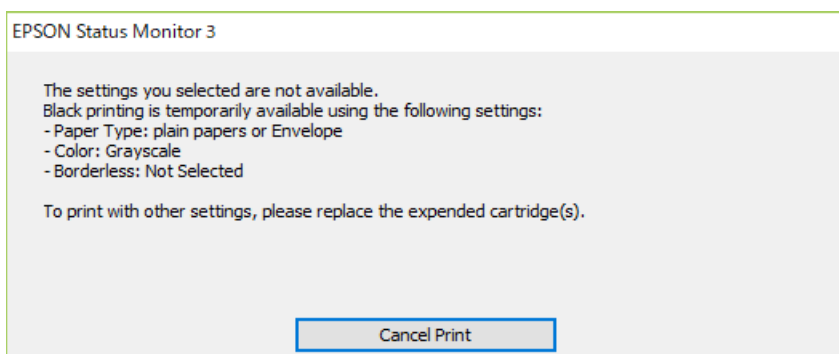 EPSON Status Monitor 3
The settings you selected are not available.
Black printing is temporarily available using the following settings:
- Paper Type: plain papers or Envelope
- Color: Grayscale
- Borderless: Not Selected
To print with other settings, please replace the expended cartridge(s).
Cancel Print